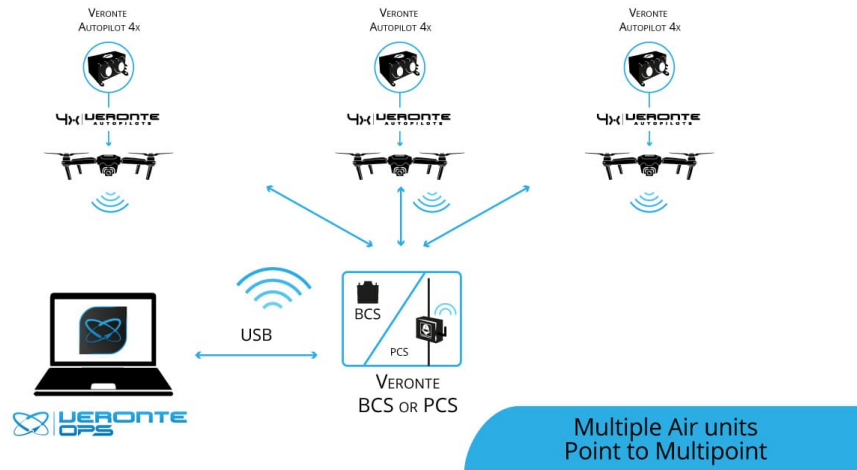 VERONTE
AUTOPILOT 4X
VERONTE
AUTOPILOT 4X
VERONTE
AUTOPILOT 4X
4X VERONTE
AUTOPILOTS
4X VERONTE
AUTOPILOTS
4X VERONTE
AUTOPILOTS
USB
BCS
PCS
VERONTE
BCS OR PCS
VERONTE
OPS
Multiple Air units
Point to Multipoint